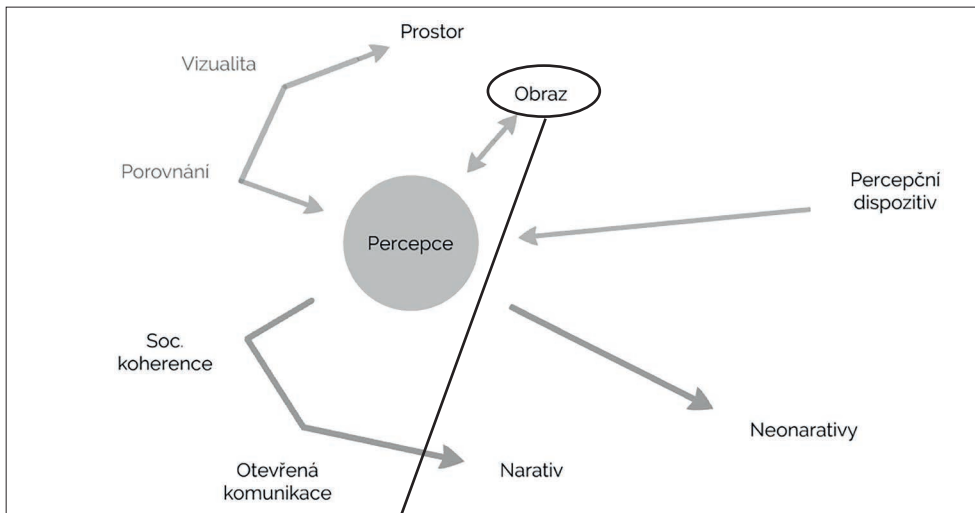 Prostor
Vizualita
Obraz
Porovnání
Percepční
dispozitiv
Percepce
Soc.
koherence
Neonarativy
Otevřená
komunikace
Narativ